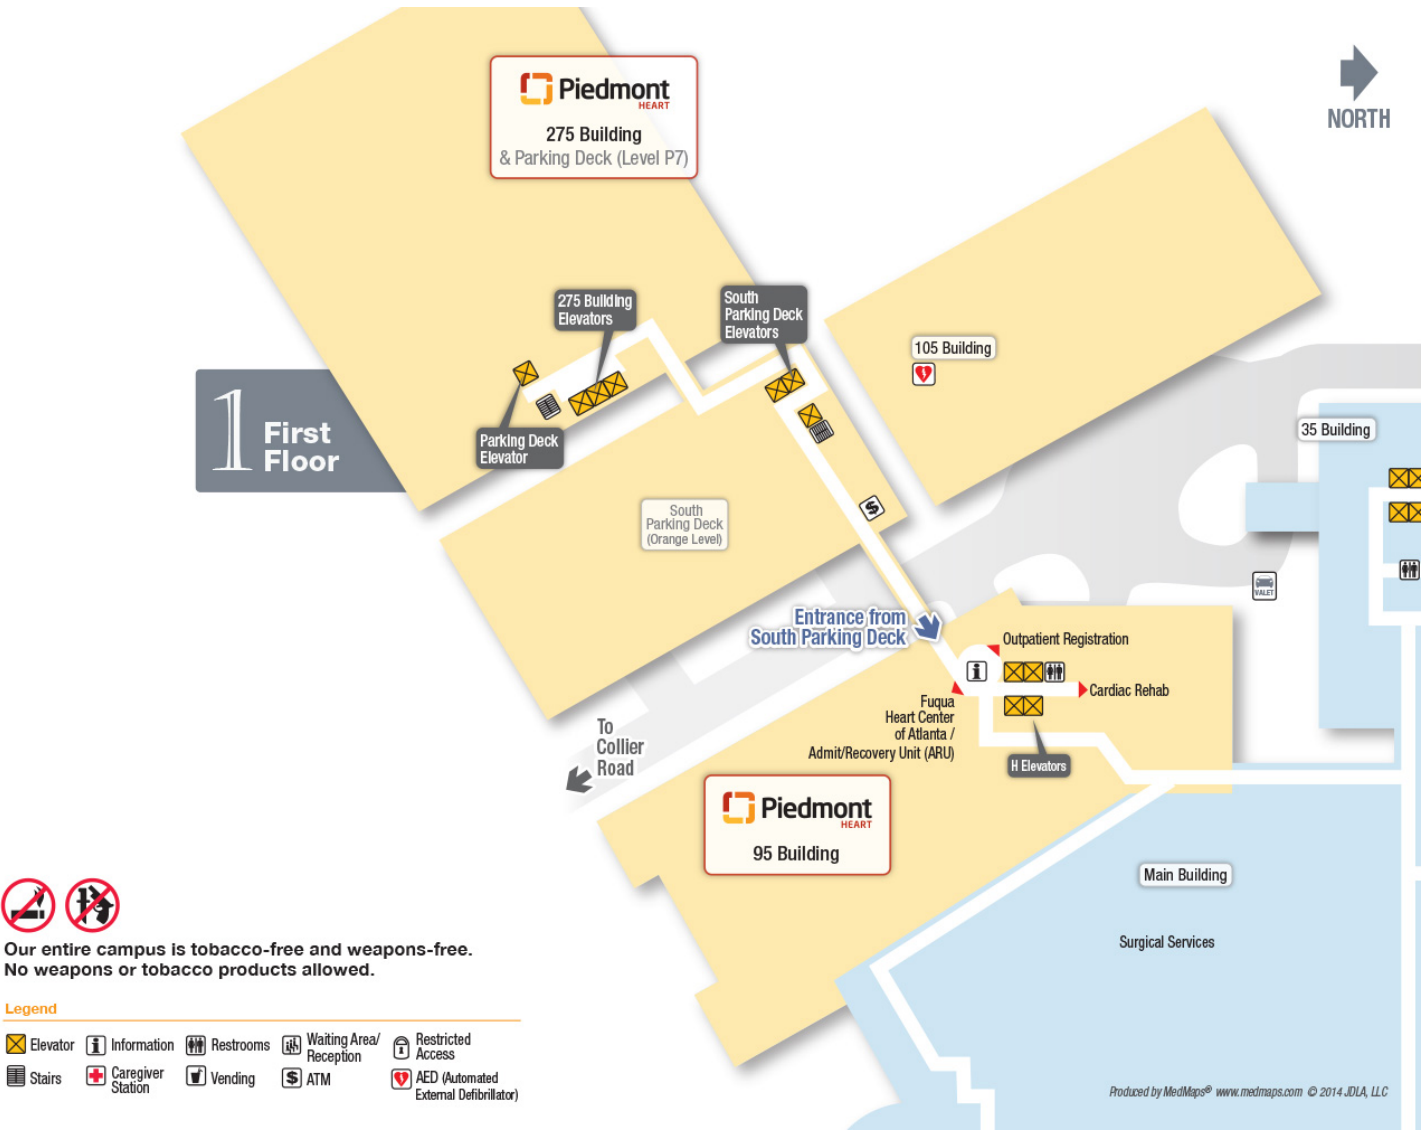 Piedmont
HEART
275 Building
& Parking Deck (Level P7)
NORTH
275 Building
Elevators
South
Parking Deck
Elevators
105 Building
1 First
Floor
Parking Deck
Elevator
35 Building
South
Parking Deck
(Orange Level)
$
VALET
Entrance from
South Parking Deck
Outpatient Registration
i
Cardiac Rehab
Fuqua
Heart Center
of Atlanta /
Admit/Recovery Unit (ARU)
H Elevators
To
Collier
Road
Piedmont
HEART
95 Building
Main Building
Surgical Services
Our entire campus is tobacco-free and weapons-free.
No weapons or tobacco products allowed.
Legend
Elevator
i Information
Restrooms
Waiting Area/
Reception
Restricted
Access
Stairs
Caregiver
Station
Vending
$ ATM
AED (Automated
External Defibrillator)
Produced by MedMaps® www.medmaps.com © 2014 JDLA, LLC